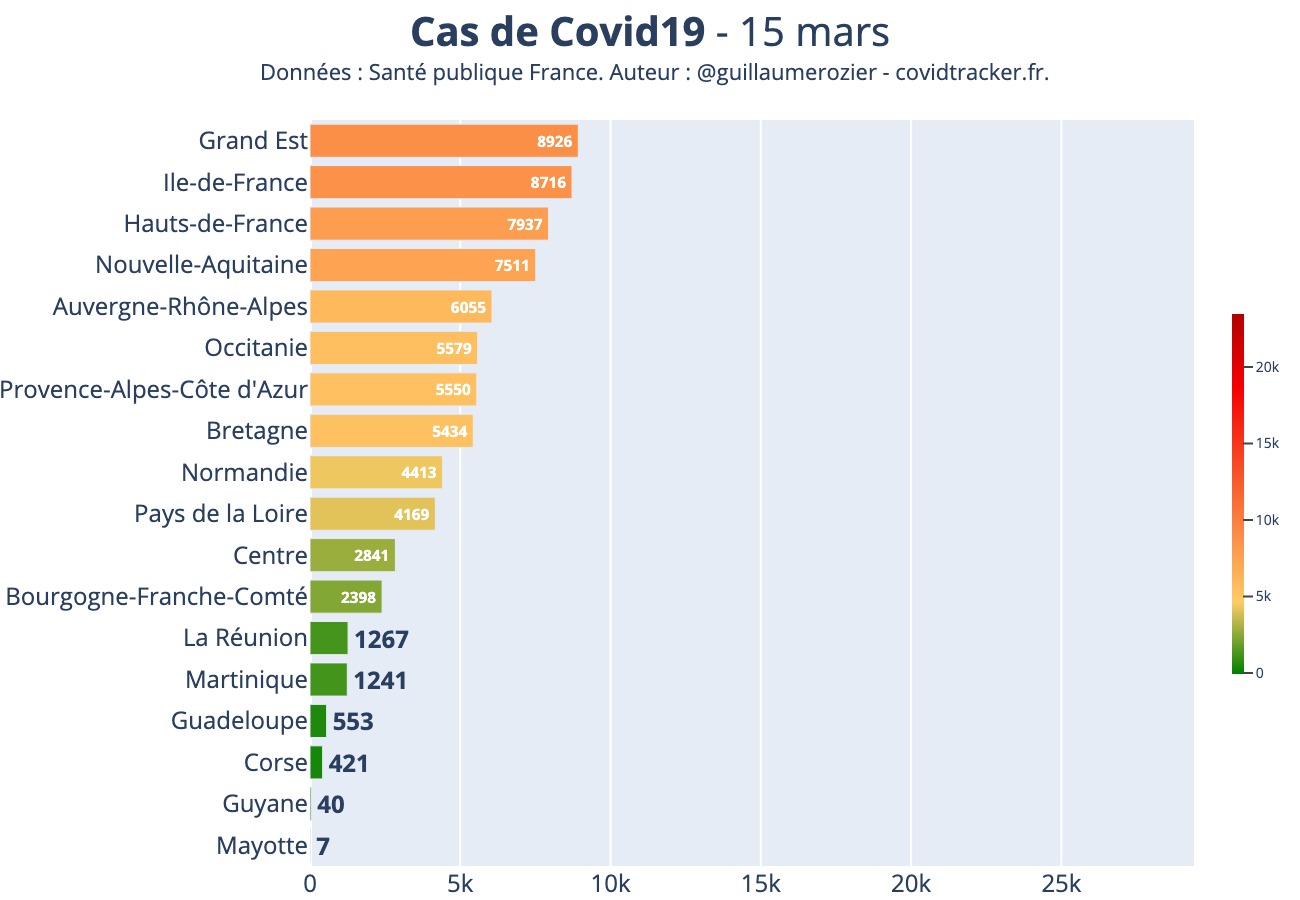 Cas de Covid19 - 15 mars
Données : Santé publique France. Auteur : @guillaumerozier - covidtracker.fr.
Grand Est 8926
Ile-de-France 8716
Hauts-de-France 7937
Nouvelle-Aquitaine 7511
Auvergne-Rhône-Alpes 6055
Occitanie 5579
Provence-Alpes-Côte d'Azur 5550
Bretagne 5434
Normandie 4413
Pays de la Loire 4169
Centre 2841
Bourgogne-Franche-Comté 2398
La Réunion 1267
Martinique 1241
Guadeloupe 553
Corse 421
Guyane 40
Mayotte 7
0 5k 10k 15k 20k 25k
20k
15k
10k
5k
0